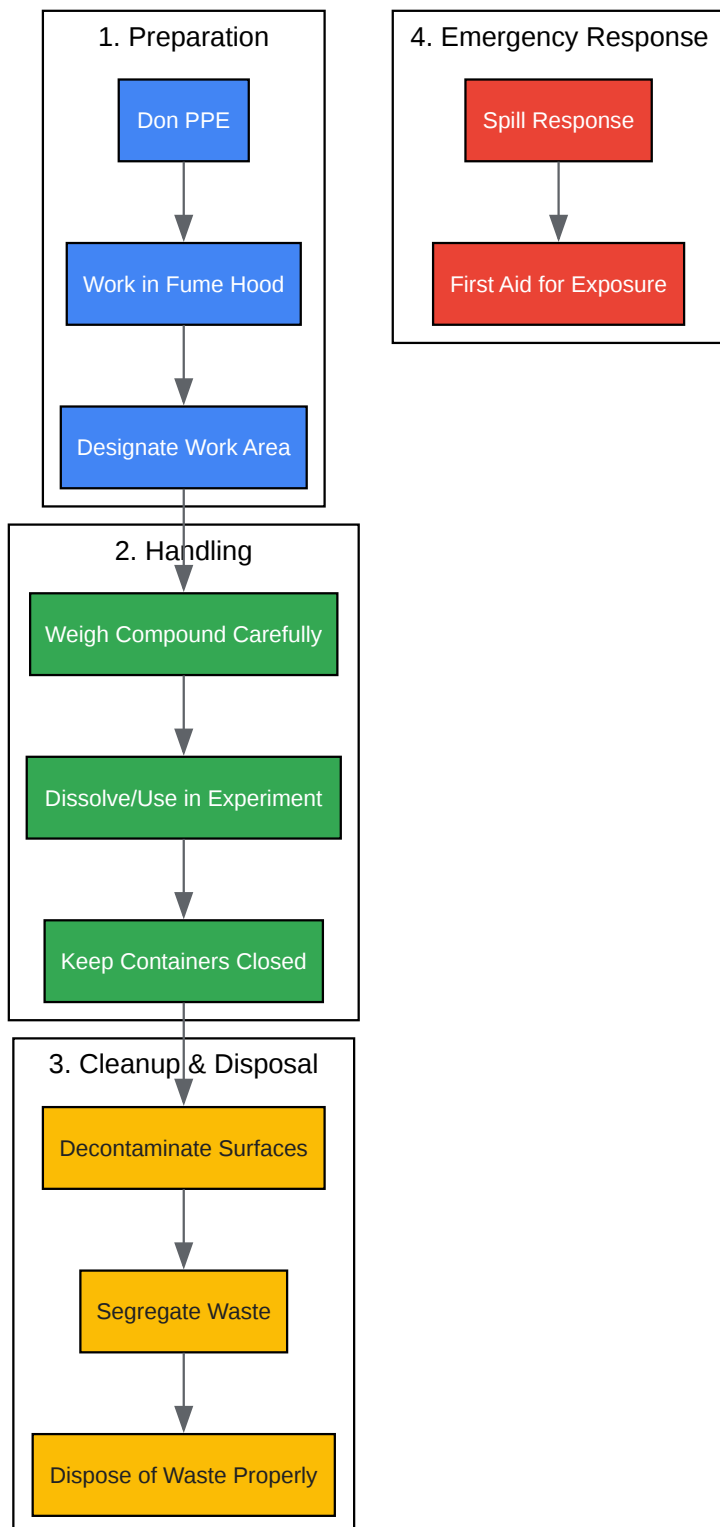 1. Preparation
Don PPE
Work in Fume Hood
Designate Work Area
2. Handling
Weigh Compound Carefully
Dissolve/Use in Experiment
Keep Containers Closed
3. Cleanup & Disposal
Decontaminate Surfaces
Segregate Waste
Dispose of Waste Properly
4. Emergency Response
Spill Response
First Aid for Exposure